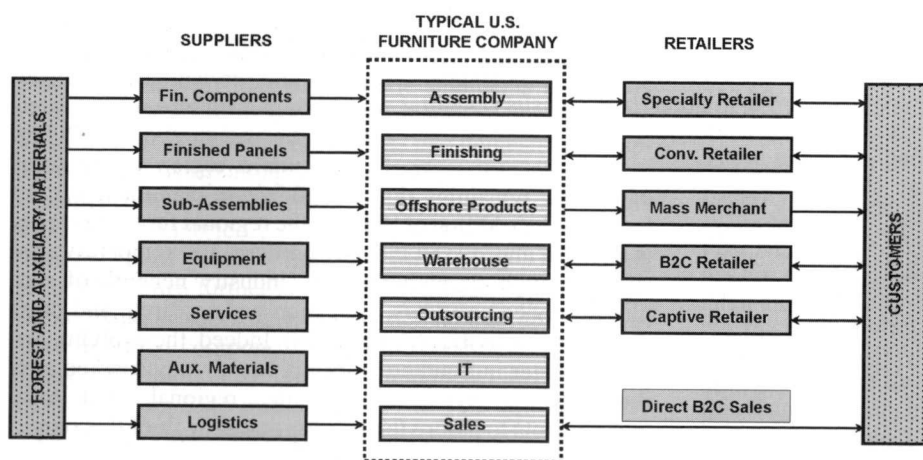 SUPPLIERS
TYPICAL U.S.
FURNITURE COMPANY
RETAILERS
FOREST AND AUXILIARY MATERIALS
Fin. Components
Assembly
Specialty Retailer
Finished Panels
Finishing
Conv. Retailer
Sub-Assemblies
Offshore Products
Mass Merchant
Equipment
Warehouse
B2C Retailer
Services
Outsourcing
Captive Retailer
Aux. Materials
IT
Direct B2C Sales
Logistics
Sales
CUSTOMERS